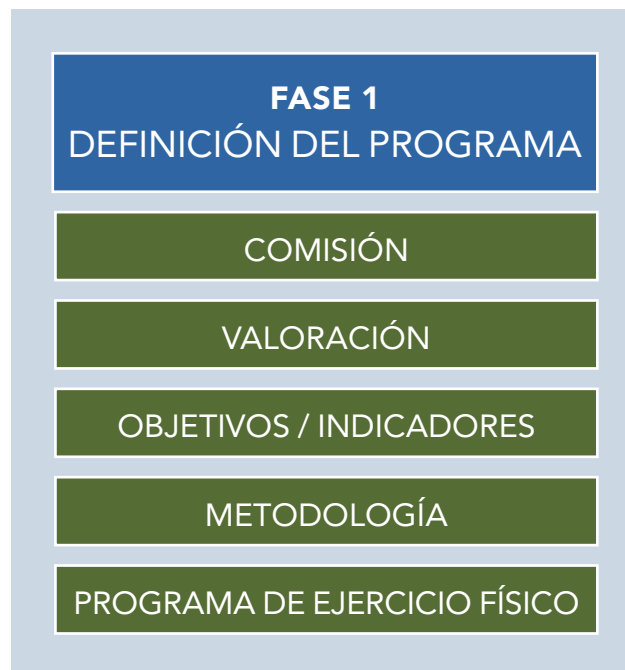 FASE 1
DEFINICIÓN DEL PROGRAMA
COMISIÓN
VALORACIÓN
OBJETIVOS / INDICADORES
METODOLOGÍA
PROGRAMA DE EJERCICIO FÍSICO